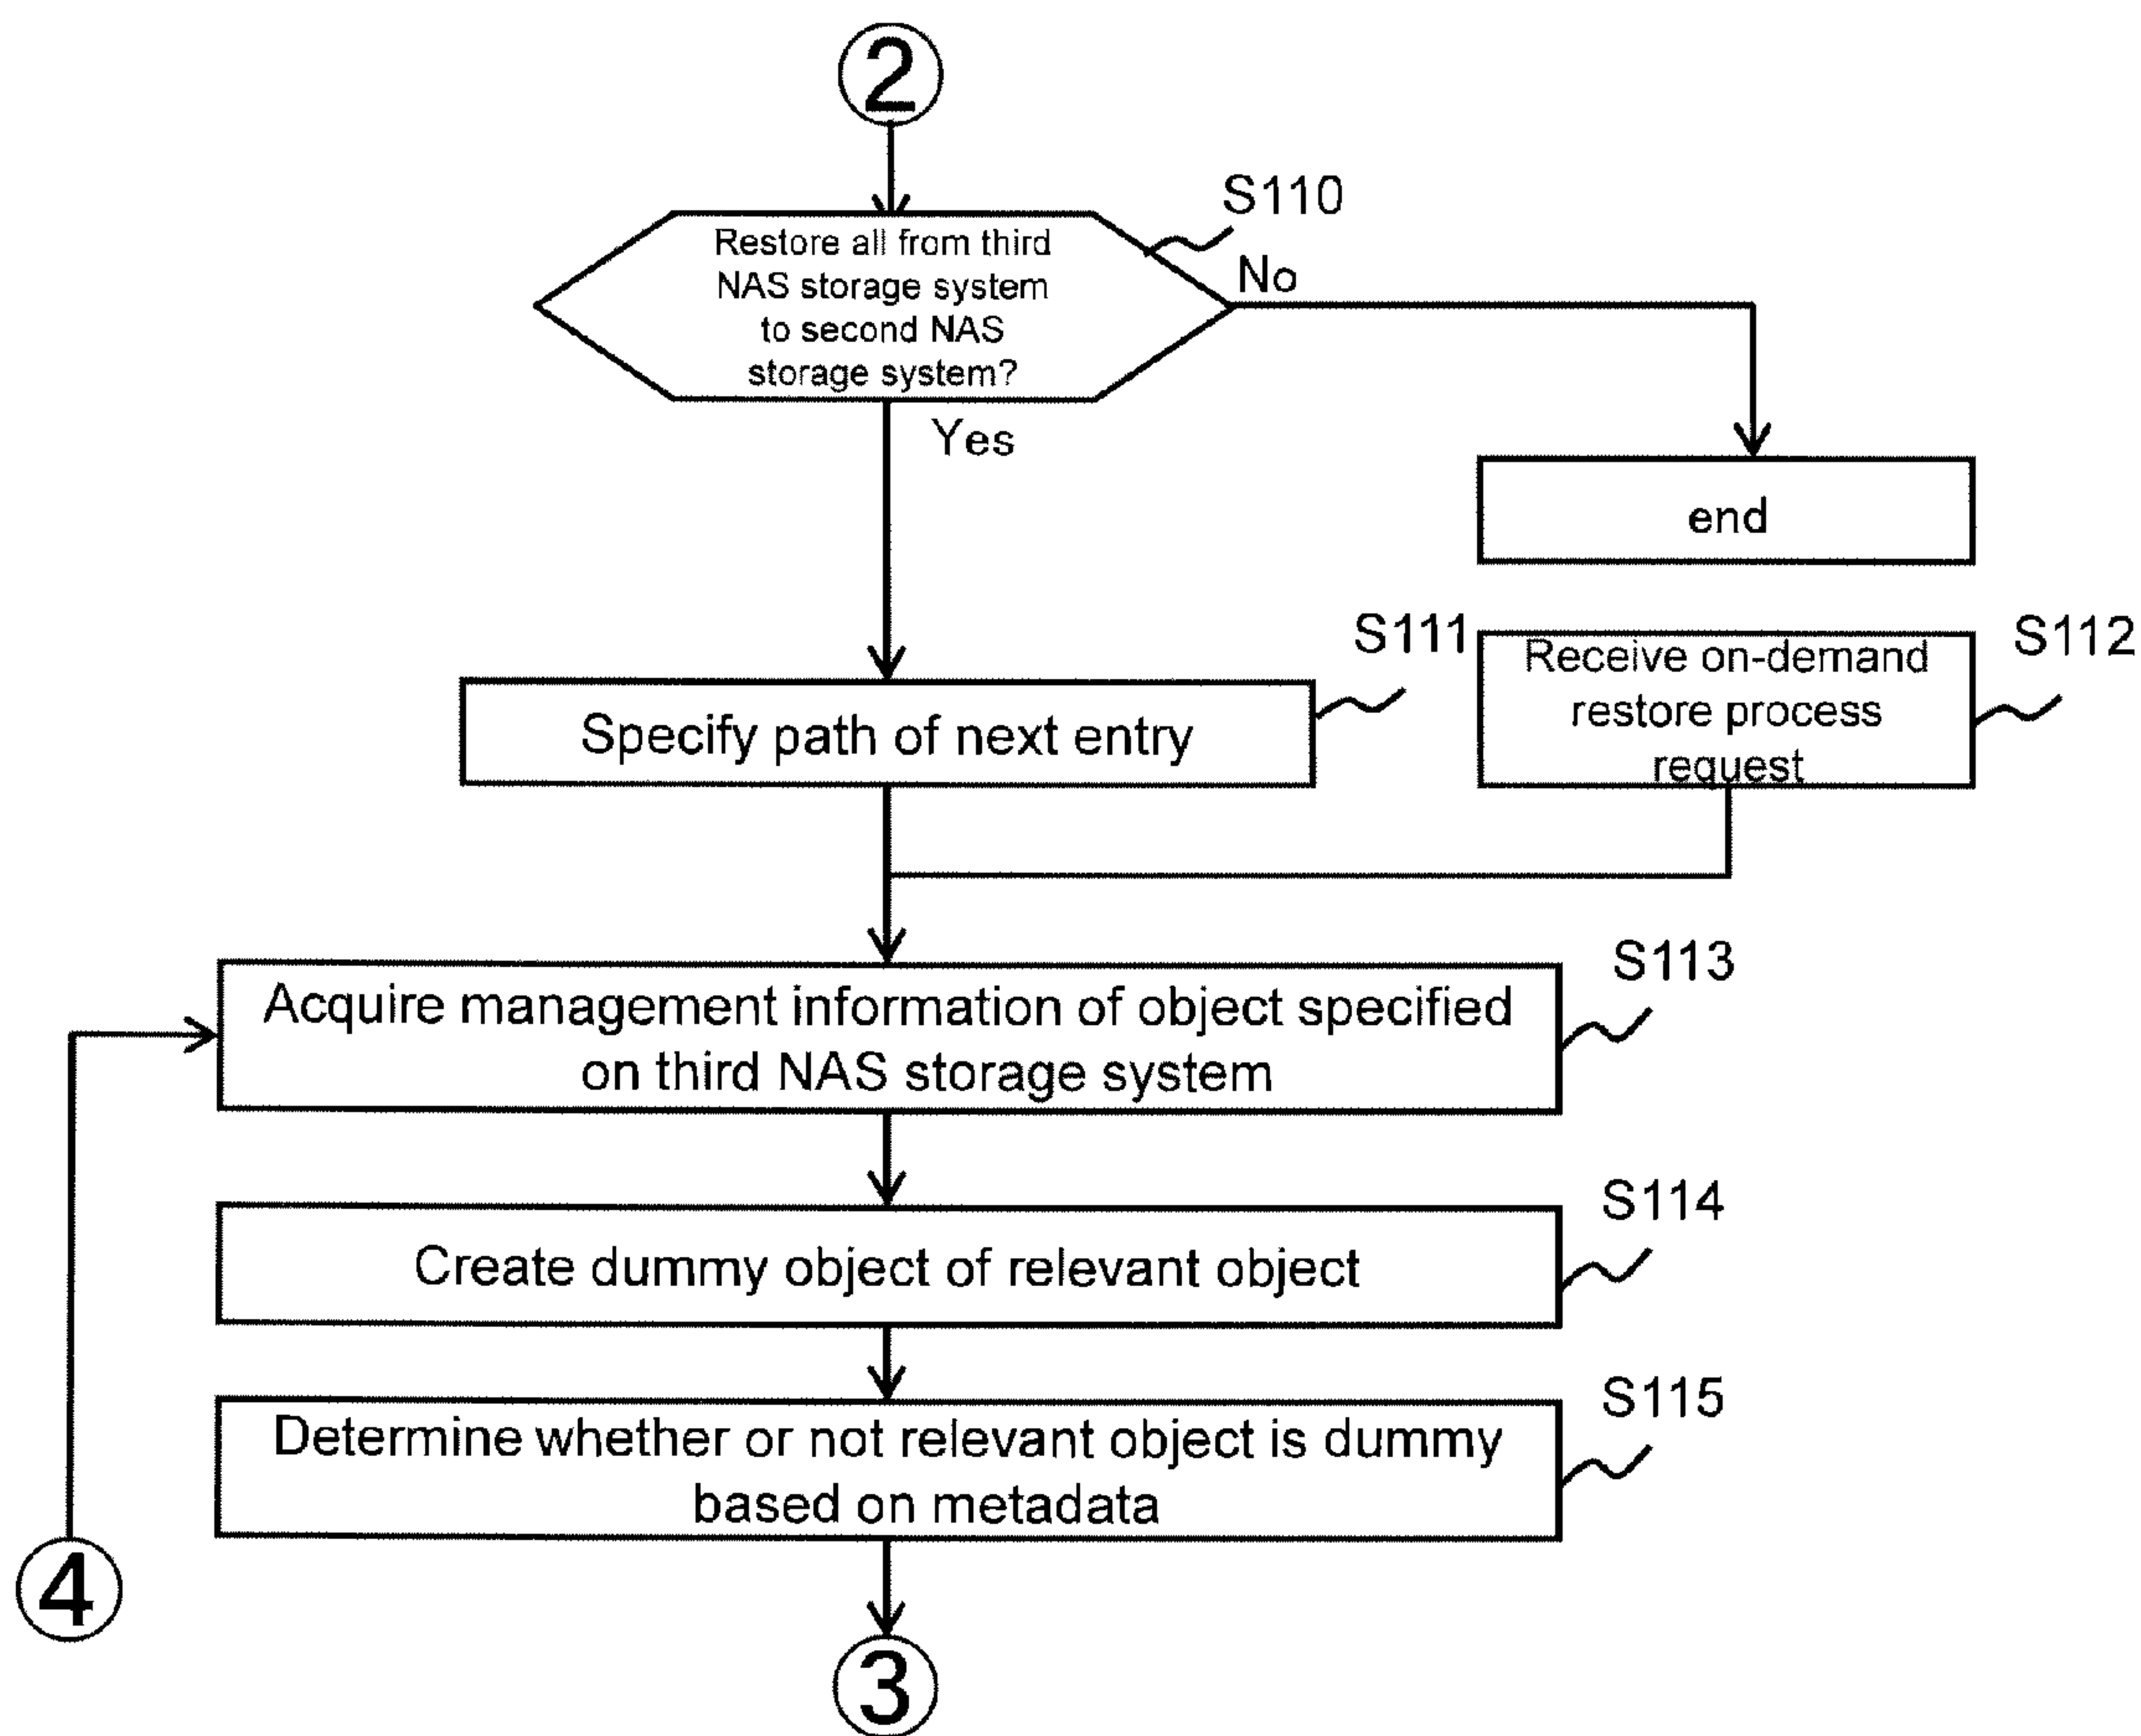 2
S110
Restore all from third
NAS storage system
to second NAS
storage system?
No
Yes
end
S111
Specify path of next entry
S112
Receive on-demand
restore process
request
S113
Acquire management information of object specified
on third NAS storage system
S114
Create dummy object of relevant object
S115
Determine whether or not relevant object is dummy
based on metadata
4
3